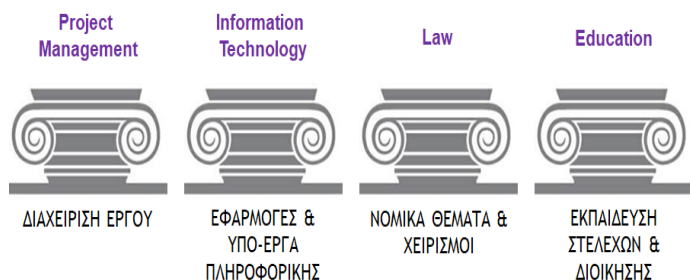 Project
Management
Information
Technology
Law
Education
ΔΙΑΧΕΙΡΙΣΗ ΕΡΓΟΥ
ΕΦΑΡΜΟΓΕΣ &
ΥΠΟ-ΕΡΓΑ
ΠΛΗΡΟΦΟΡΙΚΗΣ
ΝΟΜΙΚΑ ΘΕΜΑΤΑ &
ΧΕΙΡΙΣΜΟΙ
ΕΚΠΑΙΔΕΥΣΗ
ΣΤΕΛΕΧΩΝ &
ΔΙΟΙΚΗΣΗΣ